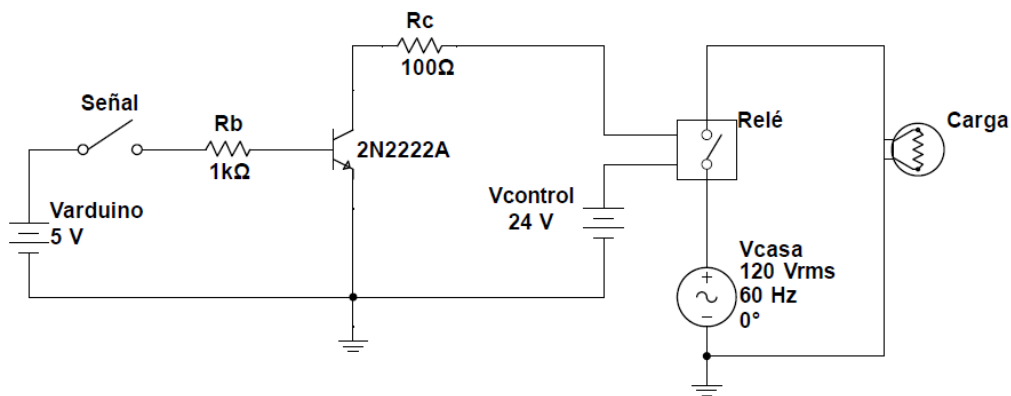 Rc
100Ω
Señal
Rb
1kΩ
2N2222A
Relé
Carga
Varduino
5 V
Vcontrol
24 V
Vcasa
120 Vrms
60 Hz
0°